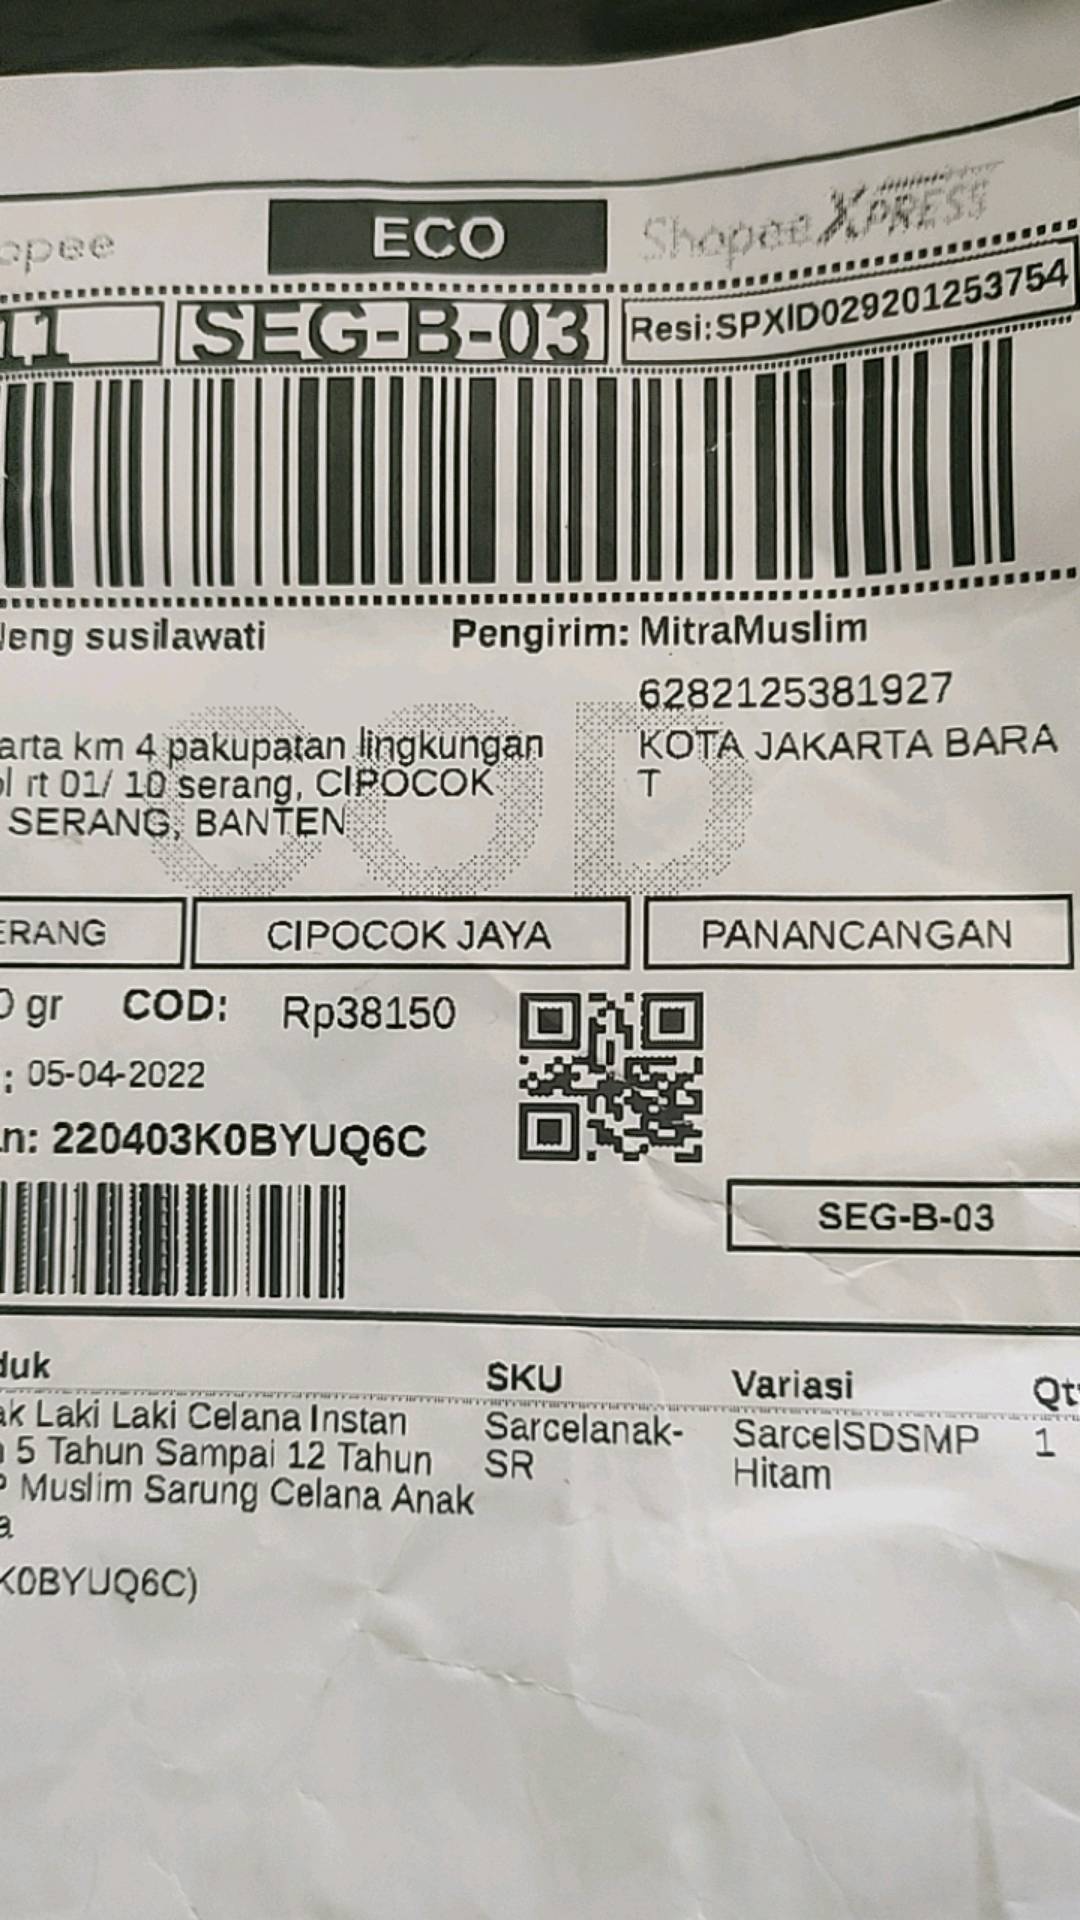 opee
ECO
Shopee XPRESS
11
SEG-B-03
Resi:SPXID029201253754
leng susilawati
Pengirim: MitraMuslim
6282125381927
arta km 4 pakupatan lingkungan
KOTA JAKARTA BARA
ol rt 01/ 10 serang, CIPOCOK
T
SERANG, BANTEN
COD
ERANG
CIPOCOK JAYA
PANANCANGAN
0 gr
COD:
Rp38150
: 05-04-2022
n: 220403K0BYUQ6C
SEG-B-03
duk
SKU
Variasi
Qt
ak Laki Laki Celana Instan
Sarcelanak-
SarcelSDSMP
1
5 Tahun Sampai 12 Tahun
SR
Hitam
P Muslim Sarung Celana Anak
a
K0BYUQ6C)